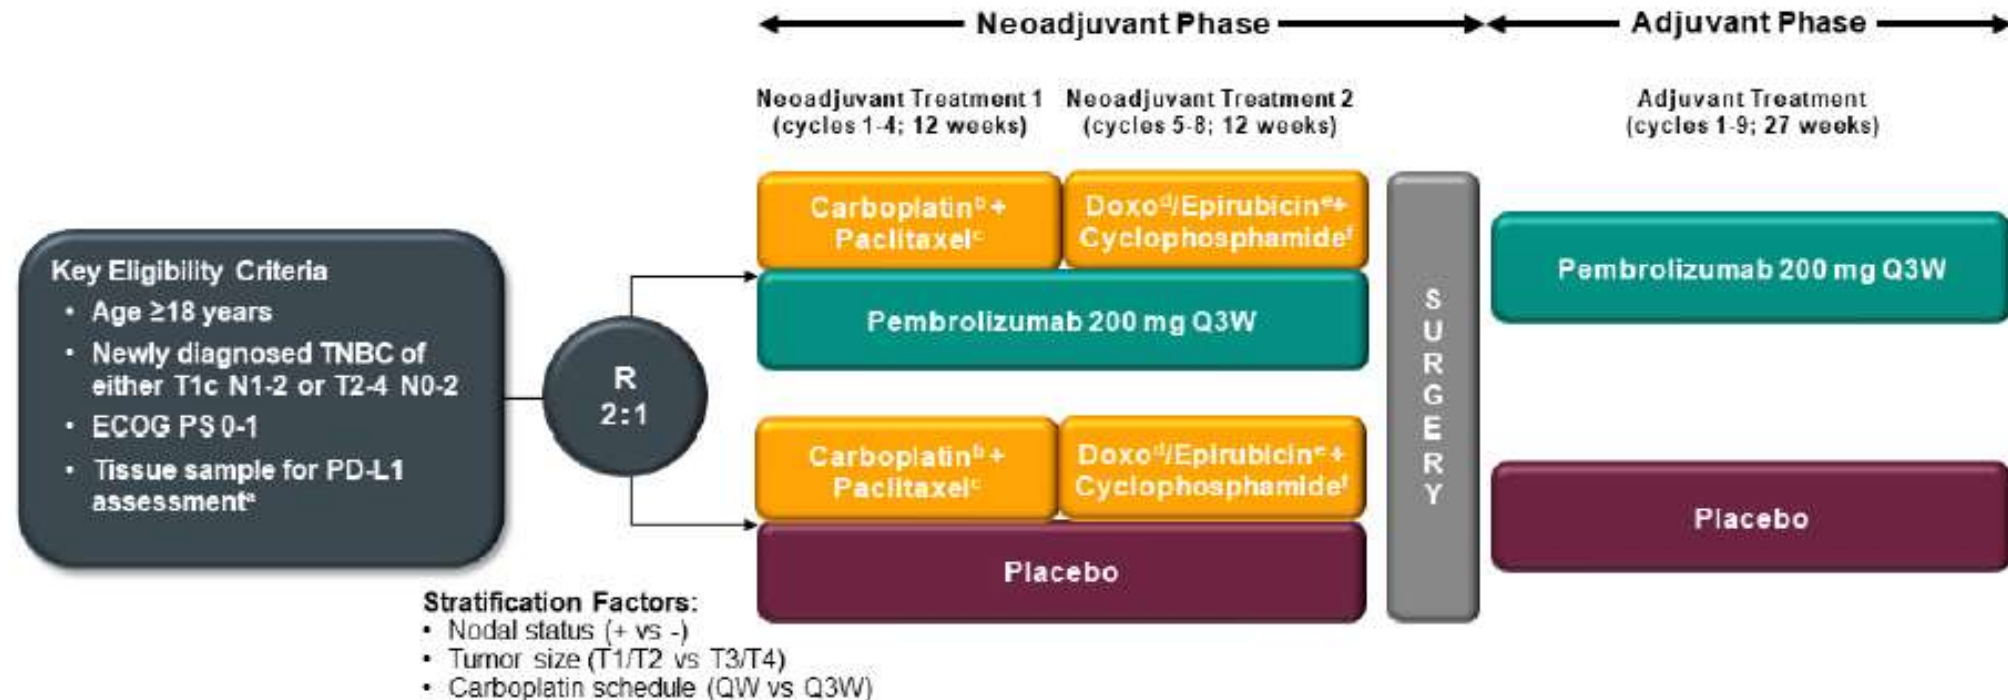 Neoadjuvant Phase
Adjuvant Phase
Neoadjuvant Treatment 1
(cycles 1-4; 12 weeks)
Neoadjuvant Treatment 2
(cycles 5-8; 12 weeks)
Adjuvant Treatment
(cycles 1-9; 27 weeks)
Key Eligibility Criteria
• Age ≥18 years
• Newly diagnosed TNBC of
either T1c N1-2 or T2-4 N0-2
• ECOG PS 0-1
• Tissue sample for PD-L1
assessmentᵃ
R
2:1
Carboplatinᵇ +
Paclitaxelᶜ
Doxoᵈ/Epirubicinᵉ+
Cyclophosphamideᶠ
Pembrolizumab 200 mg Q3W
Carboplatinᵇ +
Paclitaxelᶜ
Doxoᵈ/Epirubicinᵉ +
Cyclophosphamideᶠ
Placebo
SURGERY
Pembrolizumab 200 mg Q3W
Placebo
Stratification Factors:
• Nodal status (+ vs -)
• Tumor size (T1/T2 vs T3/T4)
• Carboplatin schedule (QW vs Q3W)